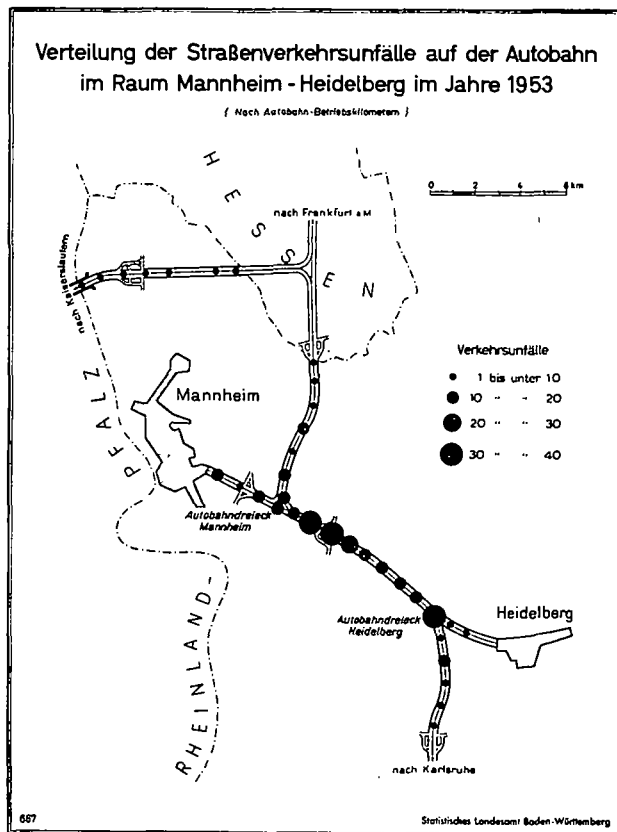 Verteilung der Straßenverkehrsunfälle auf der Autobahn
im Raum Mannheim - Heidelberg im Jahre 1953
( Nach Autobahn-Betriebskilometern )
HESSEN
0 2 4 6 8 km
nach Frankfurt a.M
nach Kaiserslautern
Verkehrsunfälle
1 bis unter 10
10 " " 20
20 " " 30
30 " " 40
Mannheim
RHEINLAND-
PFALZ
Autobahndreieck
Mannheim
Autobahndreieck
Heidelberg
Heidelberg
nach Karlsruhe
667
Statistisches Landesamt Baden-Württemberg